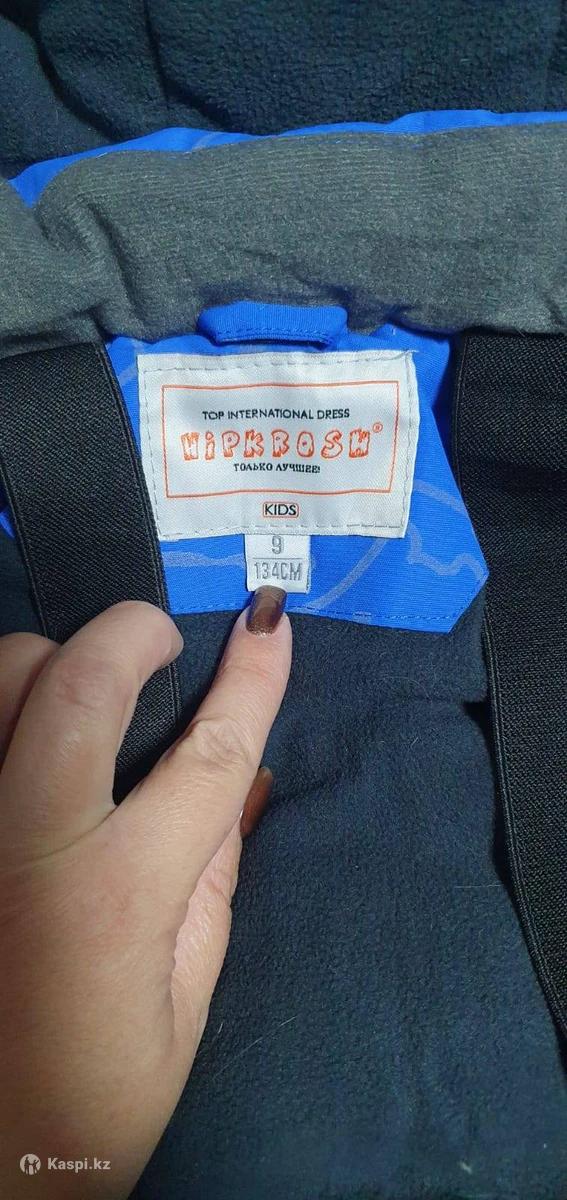 TOP INTERNATIONAL DRESS
HiPKROSH®
ТОЛЬКО ЛУЧШЕЕ!
KIDS
9
134CM
Kaspi.kz